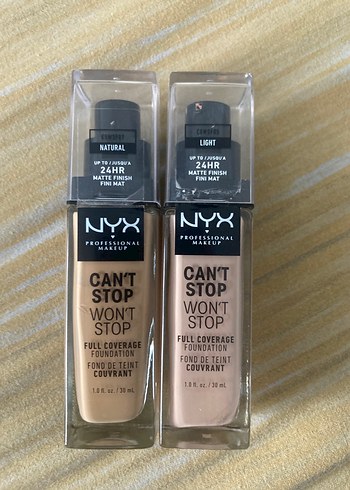 NATURAL
UP TO / JUSQU'A
24HR
MATTE FINISH
FINI MAT
NYX
PROFESSIONAL
MAKEUP
CAN'T
STOP
WON'T
STOP
FULL COVERAGE
FOUNDATION
FOND DE TEINT
COUVRANT
1.0 fl. oz. / 30 mL
LIGHT
UP TO / JUSQU'A
24HR
MATTE FINISH
FINI MAT
NYX
PROFESSIONAL
MAKEUP
CAN'T
STOP
WON'T
STOP
FULL COVERAGE
FOUNDATION
FOND DE TEINT
COUVRANT
1.0 fl. oz. / 30 mL